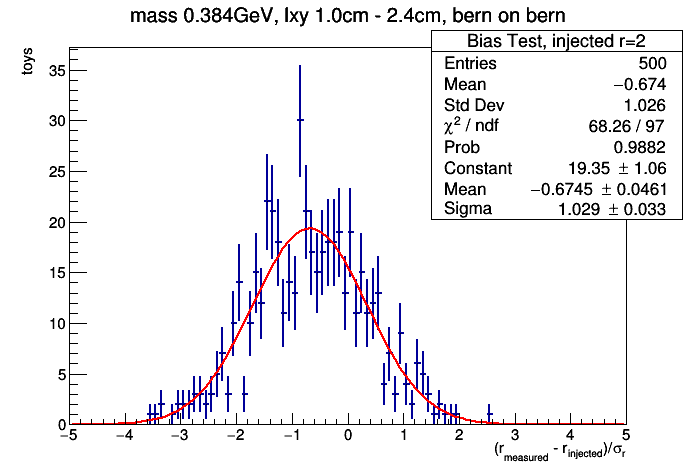 mass 0.384GeV, lxy 1.0cm - 2.4cm, bern on bern
toys
Bias Test, injected r=2
Entries 500
Mean −0.674
Std Dev 1.026
χ² / ndf 68.26 / 97
Prob 0.9882
Constant 19.35 ± 1.06
Mean −0.6745 ± 0.0461
Sigma 1.029 ± 0.033
35
30
25
20
15
10
5
0
−5 −4 −3 −2 −1 0 1 2 3 4 5
(r_measured - r_injected)/σ_r